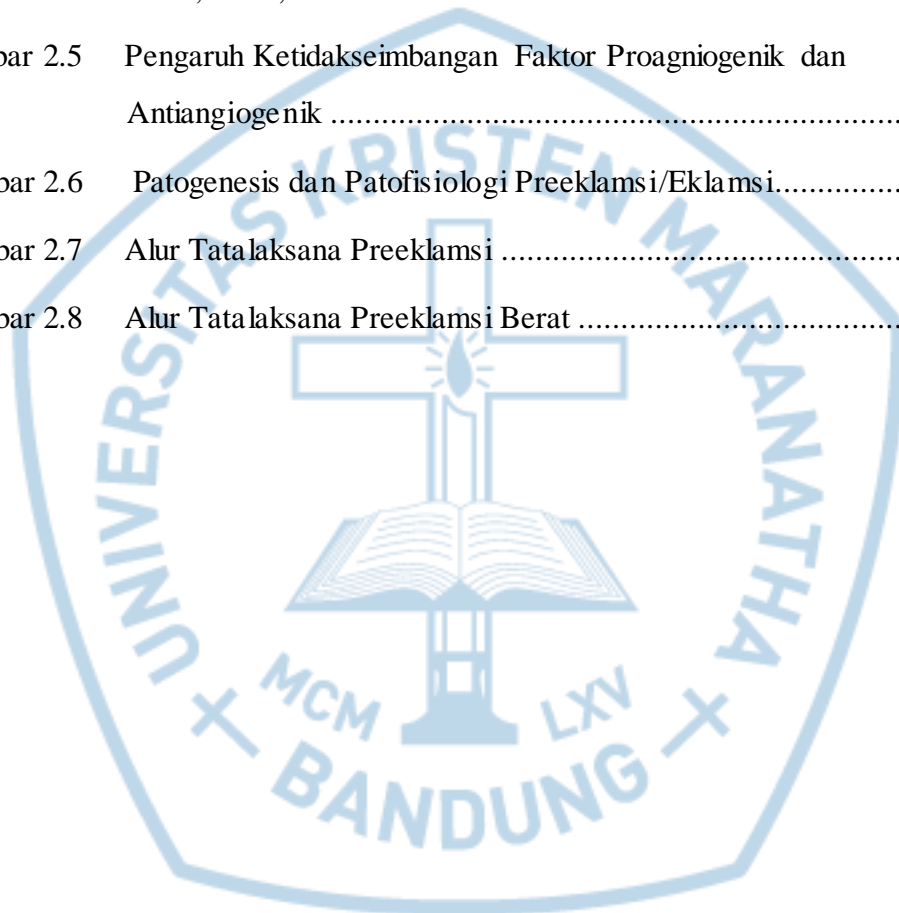 bar 2.5 Pengaruh Ketidakseimbangan Faktor Proagniogenik dan
Antiangiogenik ..................................................................
bar 2.6 Patogenesis dan Patofisiologi Preeklamsi/Eklamsi.................
bar 2.7 Alur Tatalaksana Preeklamsi ..............................................
bar 2.8 Alur Tatalaksana Preeklamsi Berat .....................................
UNIVERSITAS KRISTEN MARANATHA
MCM LXV
BANDUNG